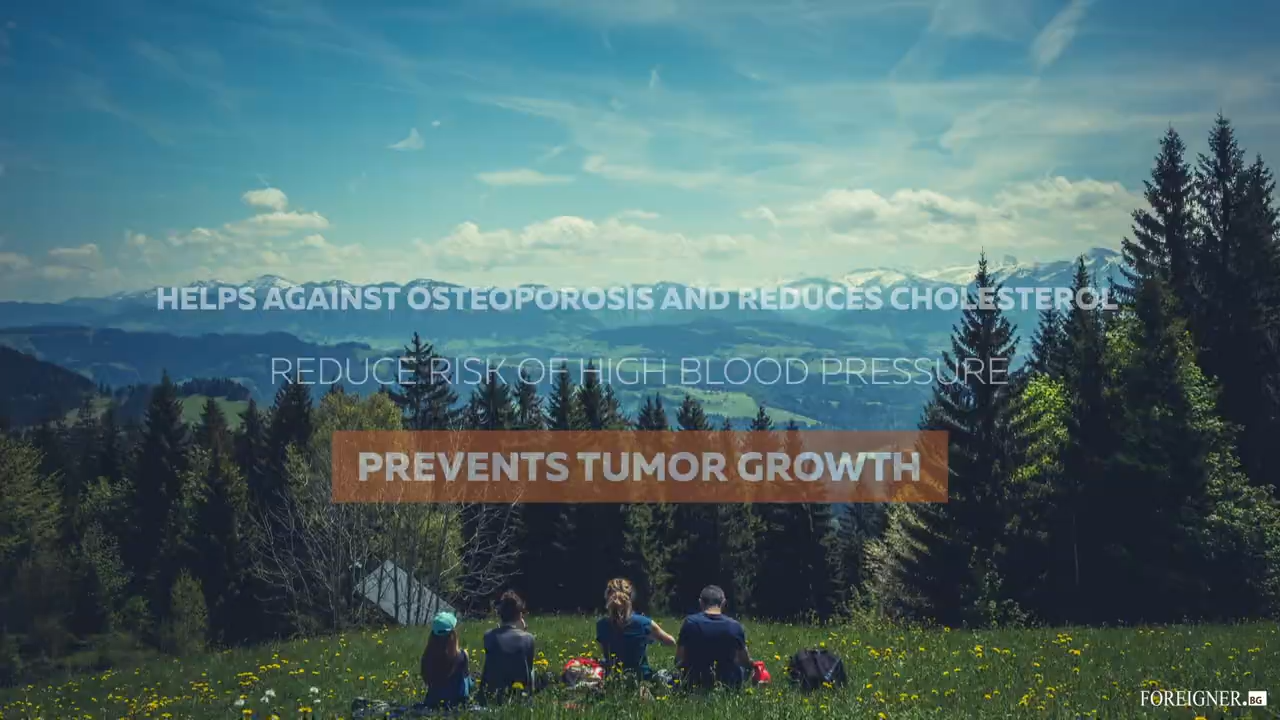 HELPS AGAINST OSTEOPOROSIS AND REDUCES CHOLESTEROL
REDUCE RISK OF HIGH BLOOD PRESSURE
PREVENTS TUMOR GROWTH
FOREIGNER.BG